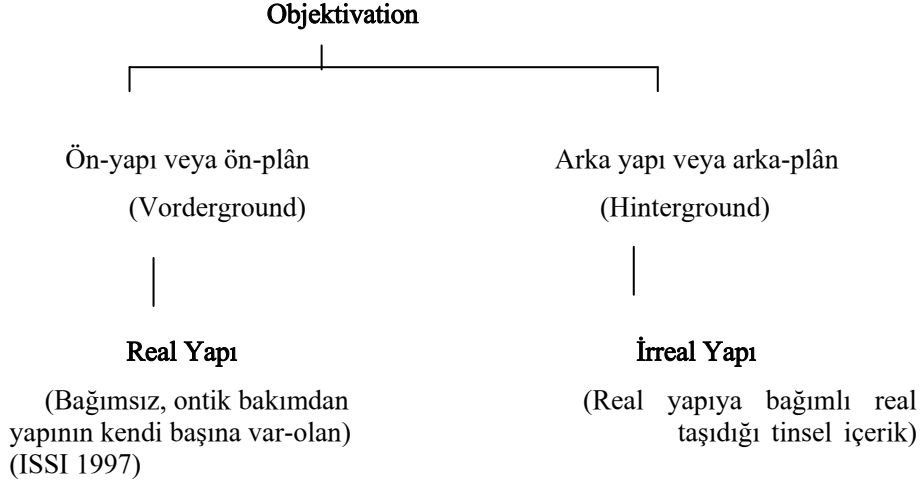 Objektivation
Ön-yapı veya ön-plân
(Vorderground)
Real Yapı
(Bağımsız, ontik bakımdan
yapının kendi başına var-olan)
(ISSI 1997)
Arka yapı veya arka-plân
(Hinterground)
İrreal Yapı
(Real yapıya bağımlı real
taşıdığı tinsel içerik)